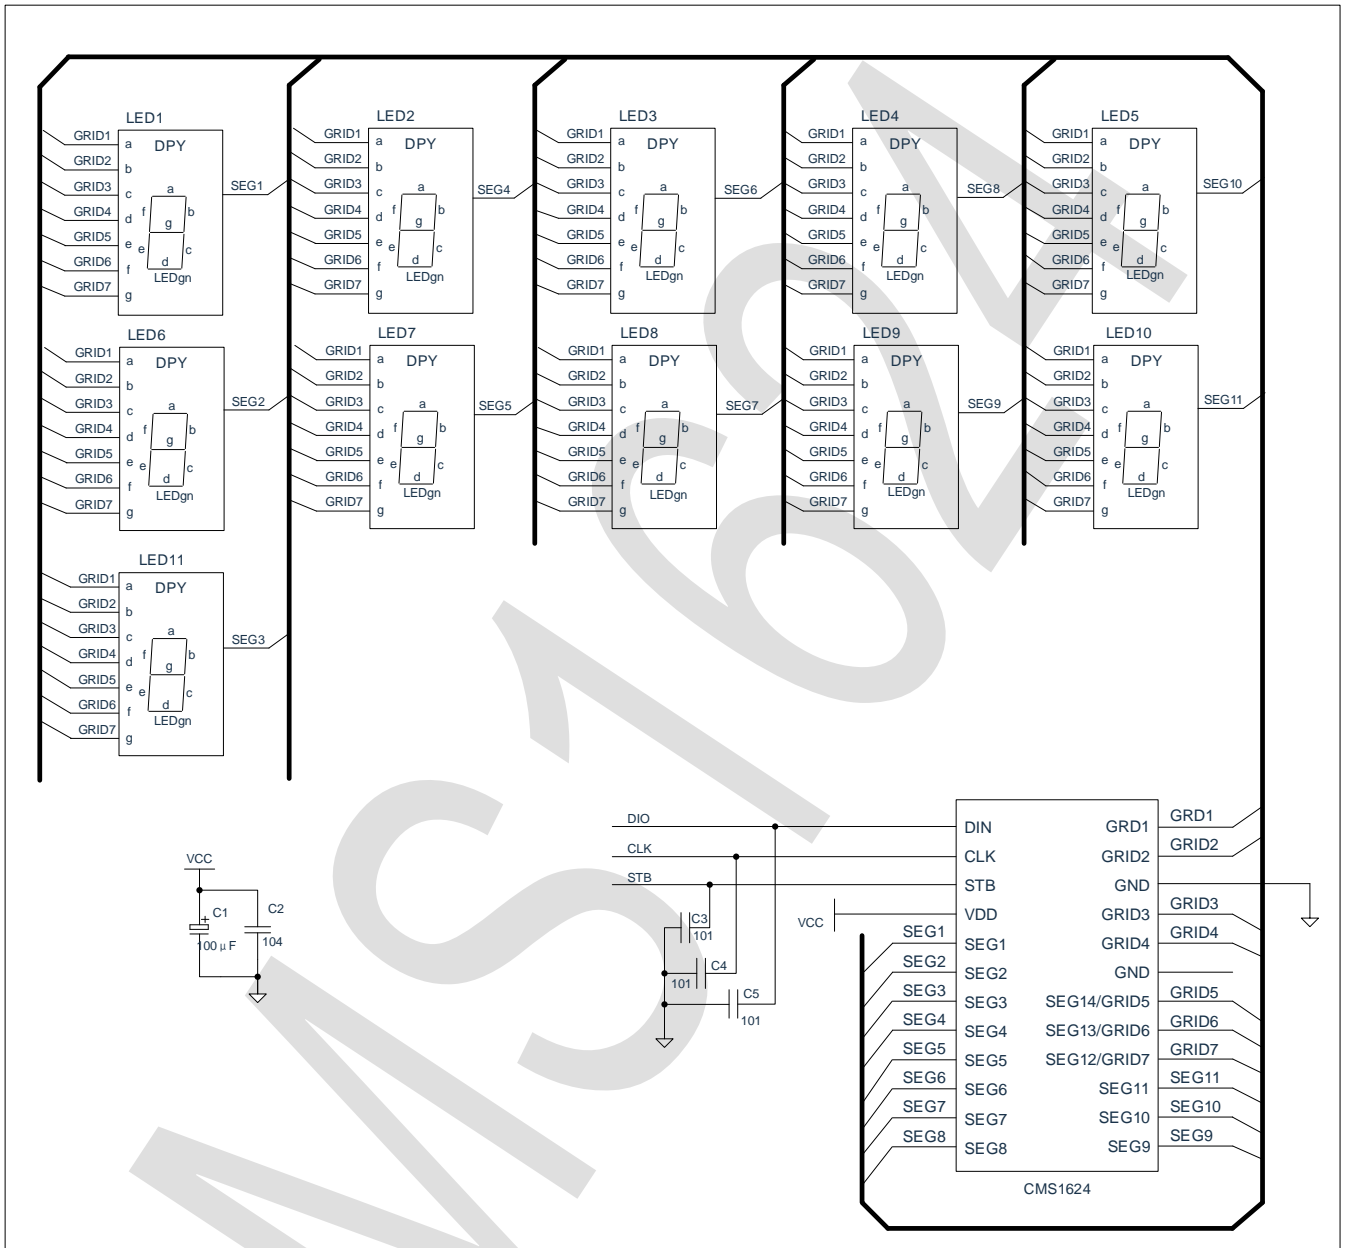 LED1
GRID1 a DPY
GRID2 b
GRID3 c a SEG1
GRID4 d f g b
GRID5 e e d c
GRID6 f LEDgn
GRID7 g
LED2
GRID1 a DPY
GRID2 b
GRID3 c a SEG4
GRID4 d f g b
GRID5 e e d c
GRID6 f LEDgn
GRID7 g
LED3
GRID1 a DPY
GRID2 b
GRID3 c a SEG6
GRID4 d f g b
GRID5 e e d c
GRID6 f LEDgn
GRID7 g
LED4
GRID1 a DPY
GRID2 b
GRID3 c a SEG8
GRID4 d f g b
GRID5 e e d c
GRID6 f LEDgn
GRID7 g
LED5
GRID1 a DPY
GRID2 b
GRID3 c a SEG10
GRID4 d f g b
GRID5 e e d c
GRID6 f LEDgn
GRID7 g
LED6
GRID1 a DPY
GRID2 b
GRID3 c a SEG2
GRID4 d f g b
GRID5 e e d c
GRID6 f LEDgn
GRID7 g
LED7
GRID1 a DPY
GRID2 b
GRID3 c a SEG5
GRID4 d f g b
GRID5 e e d c
GRID6 f LEDgn
GRID7 g
LED8
GRID1 a DPY
GRID2 b
GRID3 c a SEG7
GRID4 d f g b
GRID5 e e d c
GRID6 f LEDgn
GRID7 g
LED9
GRID1 a DPY
GRID2 b
GRID3 c a SEG9
GRID4 d f g b
GRID5 e e d c
GRID6 f LEDgn
GRID7 g
LED10
GRID1 a DPY
GRID2 b
GRID3 c a SEG11
GRID4 d f g b
GRID5 e e d c
GRID6 f LEDgn
GRID7 g
LED11
GRID1 a DPY
GRID2 b
GRID3 c a SEG3
GRID4 d f g b
GRID5 e e d c
GRID6 f LEDgn
GRID7 g
VCC
C1 C2
+
100μF 104
DIO DIN GRD1 GRD1
CLK CLK GRID2 GRID2
STB STB GND
C3
101
VCC VDD GRID3 GRID3
C4
101
C5
101
SEG1 SEG1 GRID4 GRID4
SEG2 SEG2 GND
SEG3 SEG3 SEG14/GRID5 GRID5
SEG4 SEG4 SEG13/GRID6 GRID6
SEG5 SEG5 SEG12/GRID7 GRID7
SEG6 SEG6 SEG11 SEG11
SEG7 SEG7 SEG10 SEG10
SEG8 SEG8 SEG9 SEG9
CMS1624
MS1624